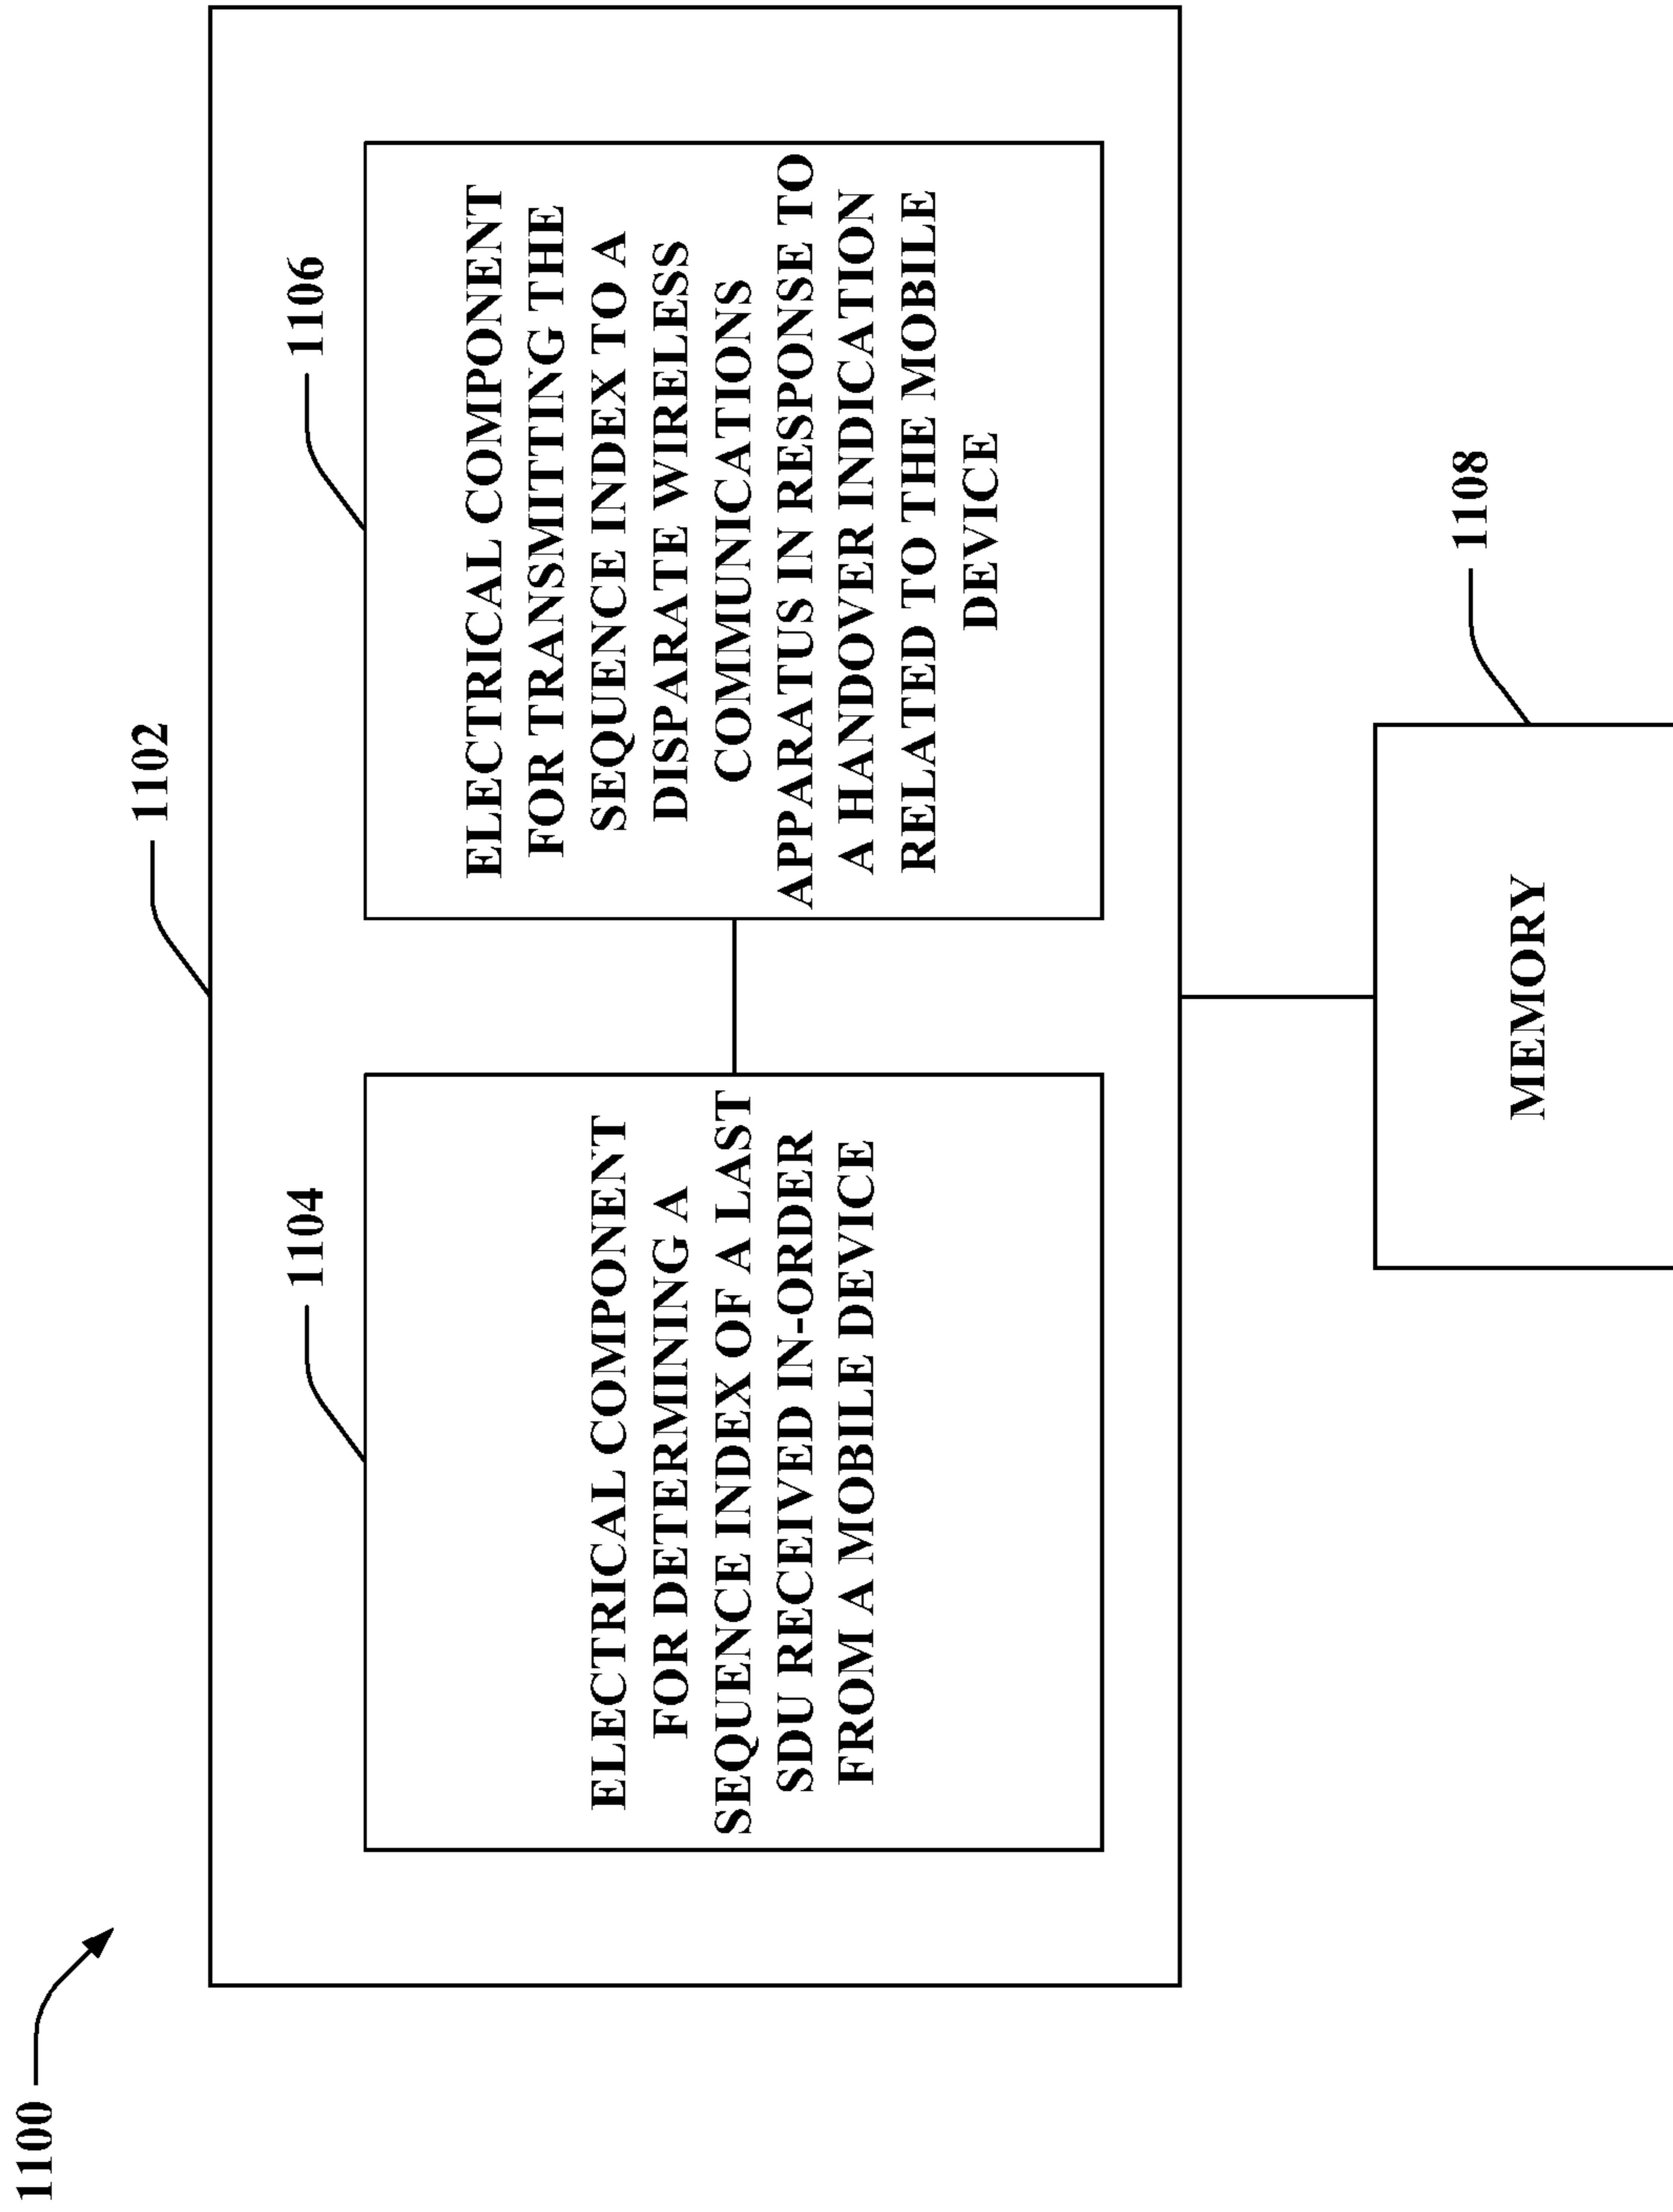 1100
1102
1104
ELECTRICAL COMPONENT
FOR DETERMINING A
SEQUENCE INDEX OF A LAST
SDU RECEIVED IN-ORDER
FROM A MOBILE DEVICE
1106
ELECTRICAL COMPONENT
FOR TRANSMITTING THE
SEQUENCE INDEX TO A
DISPARATE WIRELESS
COMMUNICATIONS
APPARATUS IN RESPONSE TO
A HANDOVER INDICATION
RELATED TO THE MOBILE
DEVICE
1108
MEMORY